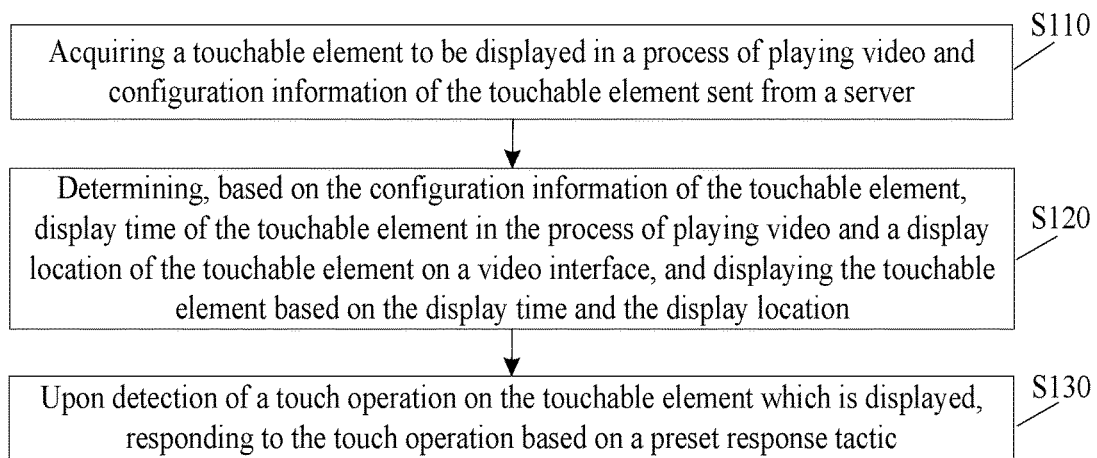 S110
Acquiring a touchable element to be displayed in a process of playing video and
configuration information of the touchable element sent from a server
Determining, based on the configuration information of the touchable element,
display time of the touchable element in the process of playing video and a display
location of the touchable element on a video interface, and displaying the touchable
element based on the display time and the display location
S120
Upon detection of a touch operation on the touchable element which is displayed,
responding to the touch operation based on a preset response tactic
S130